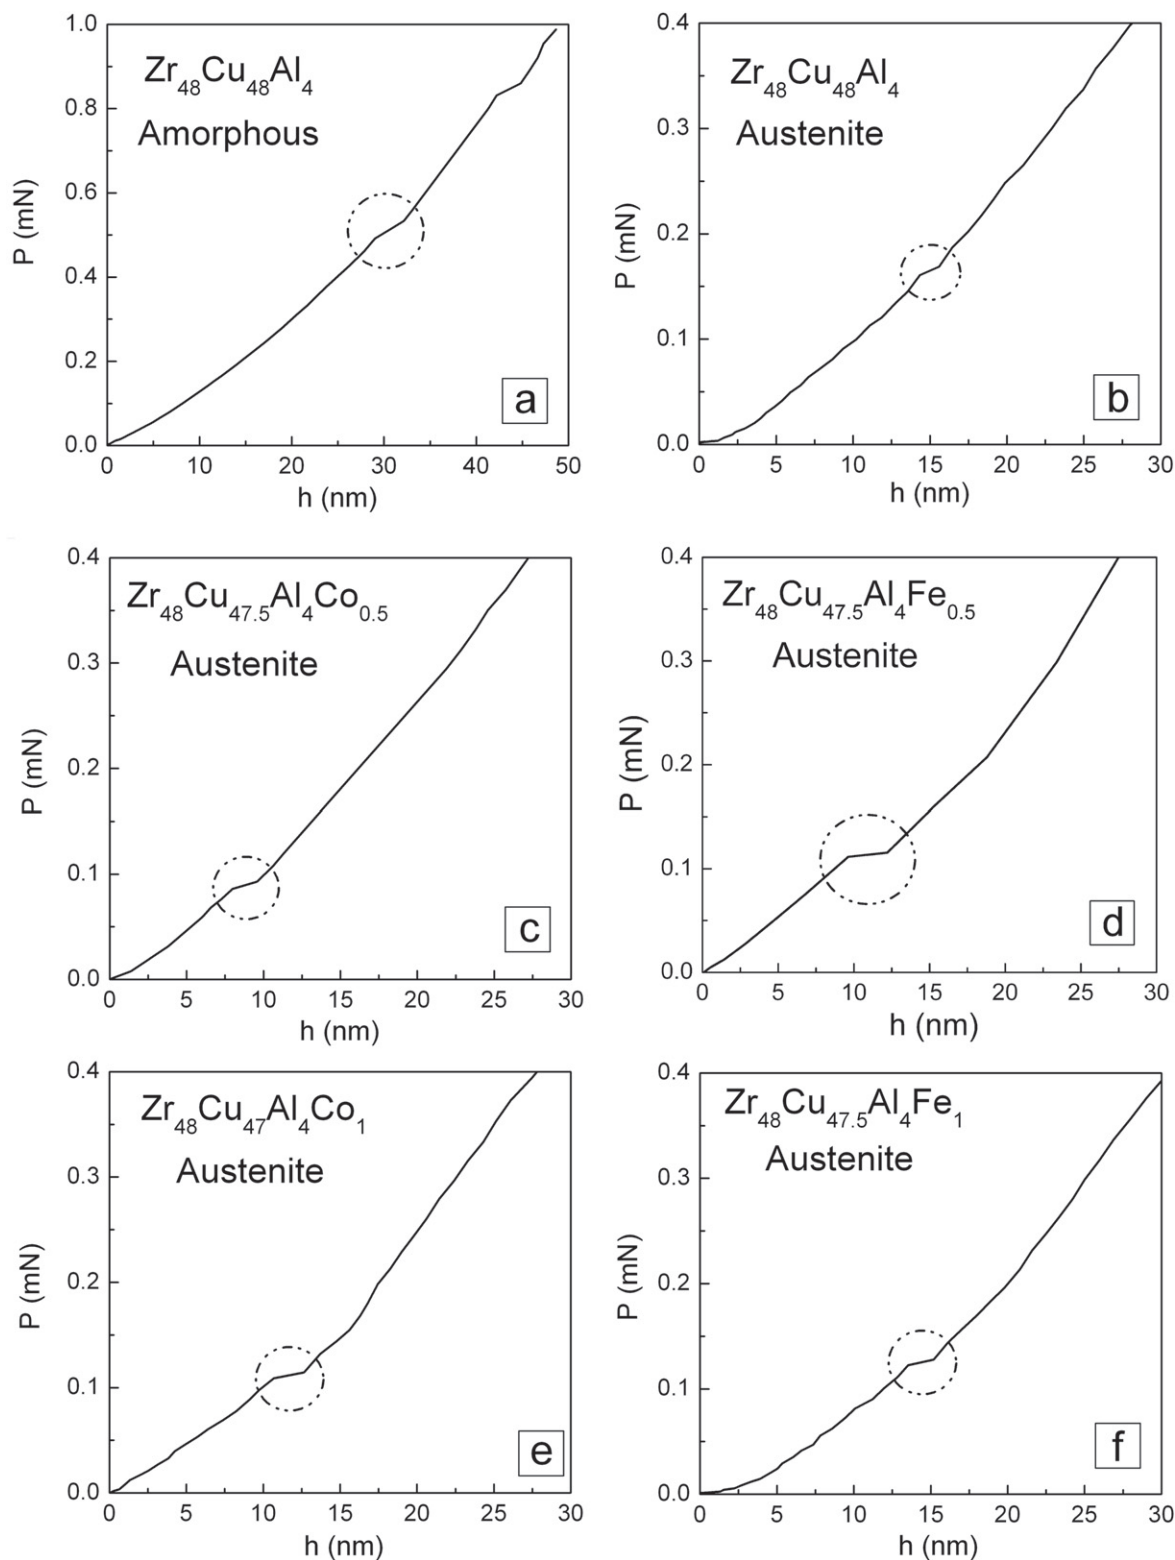 Zr48Cu48Al4
Amorphous
P (mN)
1.0
0.8
0.6
0.4
0.2
0.0
0 10 20 30 40 50
h (nm)
a
Zr48Cu48Al4
Austenite
P (mN)
0.4
0.3
0.2
0.1
0.0
0 5 10 15 20 25 30
h (nm)
b
Zr48Cu47.5Al4Co0.5
Austenite
P (mN)
0.4
0.3
0.2
0.1
0.0
0 5 10 15 20 25 30
h (nm)
c
Zr48Cu47.5Al4Fe0.5
Austenite
P (mN)
0.4
0.3
0.2
0.1
0.0
0 5 10 15 20 25 30
h (nm)
d
Zr48Cu47Al4Co1
Austenite
P (mN)
0.4
0.3
0.2
0.1
0.0
0 5 10 15 20 25 30
h (nm)
e
Zr48Cu47.5Al4Fe1
Austenite
P (mN)
0.4
0.3
0.2
0.1
0.0
0 5 10 15 20 25 30
h (nm)
f